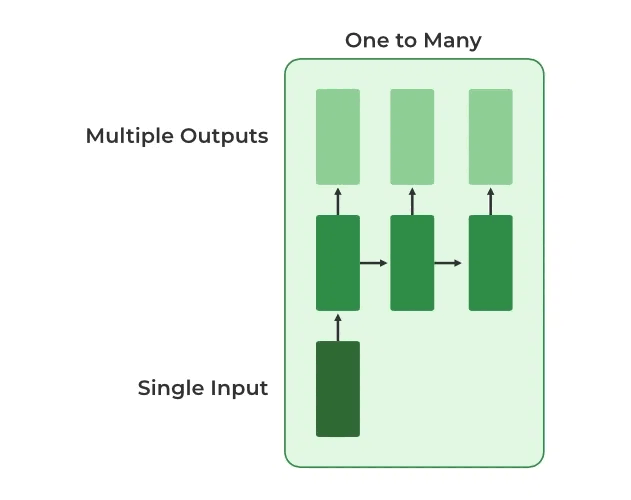 One to Many
Multiple Outputs
Single Input